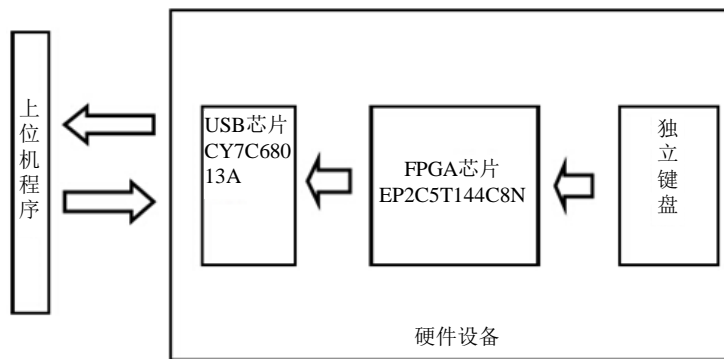 上位机程序
USB芯片
CY7C680
13A
FPGA芯片
EP2C5T144C8N
独立键盘
硬件设备